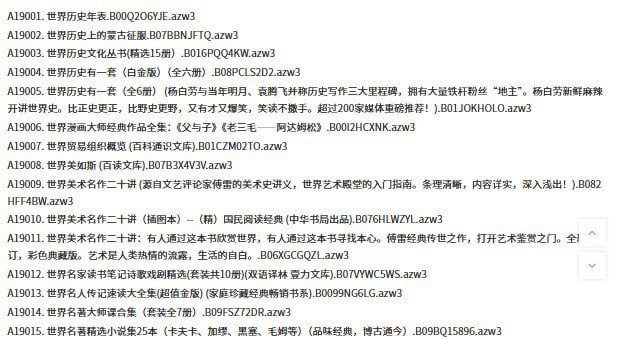 A19001. 世界历史年表.B00Q2O6YJE.azw3
A19002. 世界历史上的蒙古征服.B07BBNJFTQ.azw3
A19003. 世界历史文化丛书(精选15册）.B016PQQ4KW.azw3
A19004. 世界历史有一套（白金版）（全六册）.B08PCLS2D2.azw3
A19005. 世界历史有一套（全6册） (杨白劳与当年明月、袁腾飞并称历史写作三大里程碑，拥有大量铁杆粉丝“地主”。杨白劳新鲜麻辣
开讲世界史。比正史更正，比野史更野，又有才又爆笑，笑读不撒手。超过200家媒体重磅推荐！).B01JOKHOLO.azw3
A19006. 世界漫画大师经典作品全集：《父与子》《老三毛——阿达姆松》.B00I2HCXNK.azw3
A19007. 世界贸易组织概览 (百科通识文库).B01CZM02TO.azw3
A19008. 世界美如斯 (百读文库).B07B3X4V3V.azw3
A19009. 世界美术名作二十讲 (源自文艺评论家傅雷的美术史讲义，世界艺术殿堂的入门指南。条理清晰，内容详实，深入浅出！).B082
HFF4BW.azw3
A19010. 世界美术名作二十讲（插图本）--（精）国民阅读经典 (中华书局出品).B076HLWZYL.azw3
A19011. 世界美术名作二十讲：有人通过这本书欣赏世界，有人通过这本书寻找本心。傅雷经典传世之作，打开艺术鉴赏之门。全
订，彩色典藏版。艺术是人类热情的流露，生活的自白。.B06XGCGQZL.azw3
A19012. 世界名家读书笔记诗歌戏剧精选(套装共10册)(双语译林 壹力文库).B07VYWC5WS.azw3
A19013. 世界名人传记速读大全集(超值金版) (家庭珍藏经典畅销书系).B0099NG6LG.azw3
A19014. 世界名著大师课合集（套装全7册）.B09FSZ72DR.azw3
A19015. 世界名著精选小说集25本（卡夫卡、加缪、黑塞、毛姆等）（品味经典，博古通今）.B09BQ15896.azw3